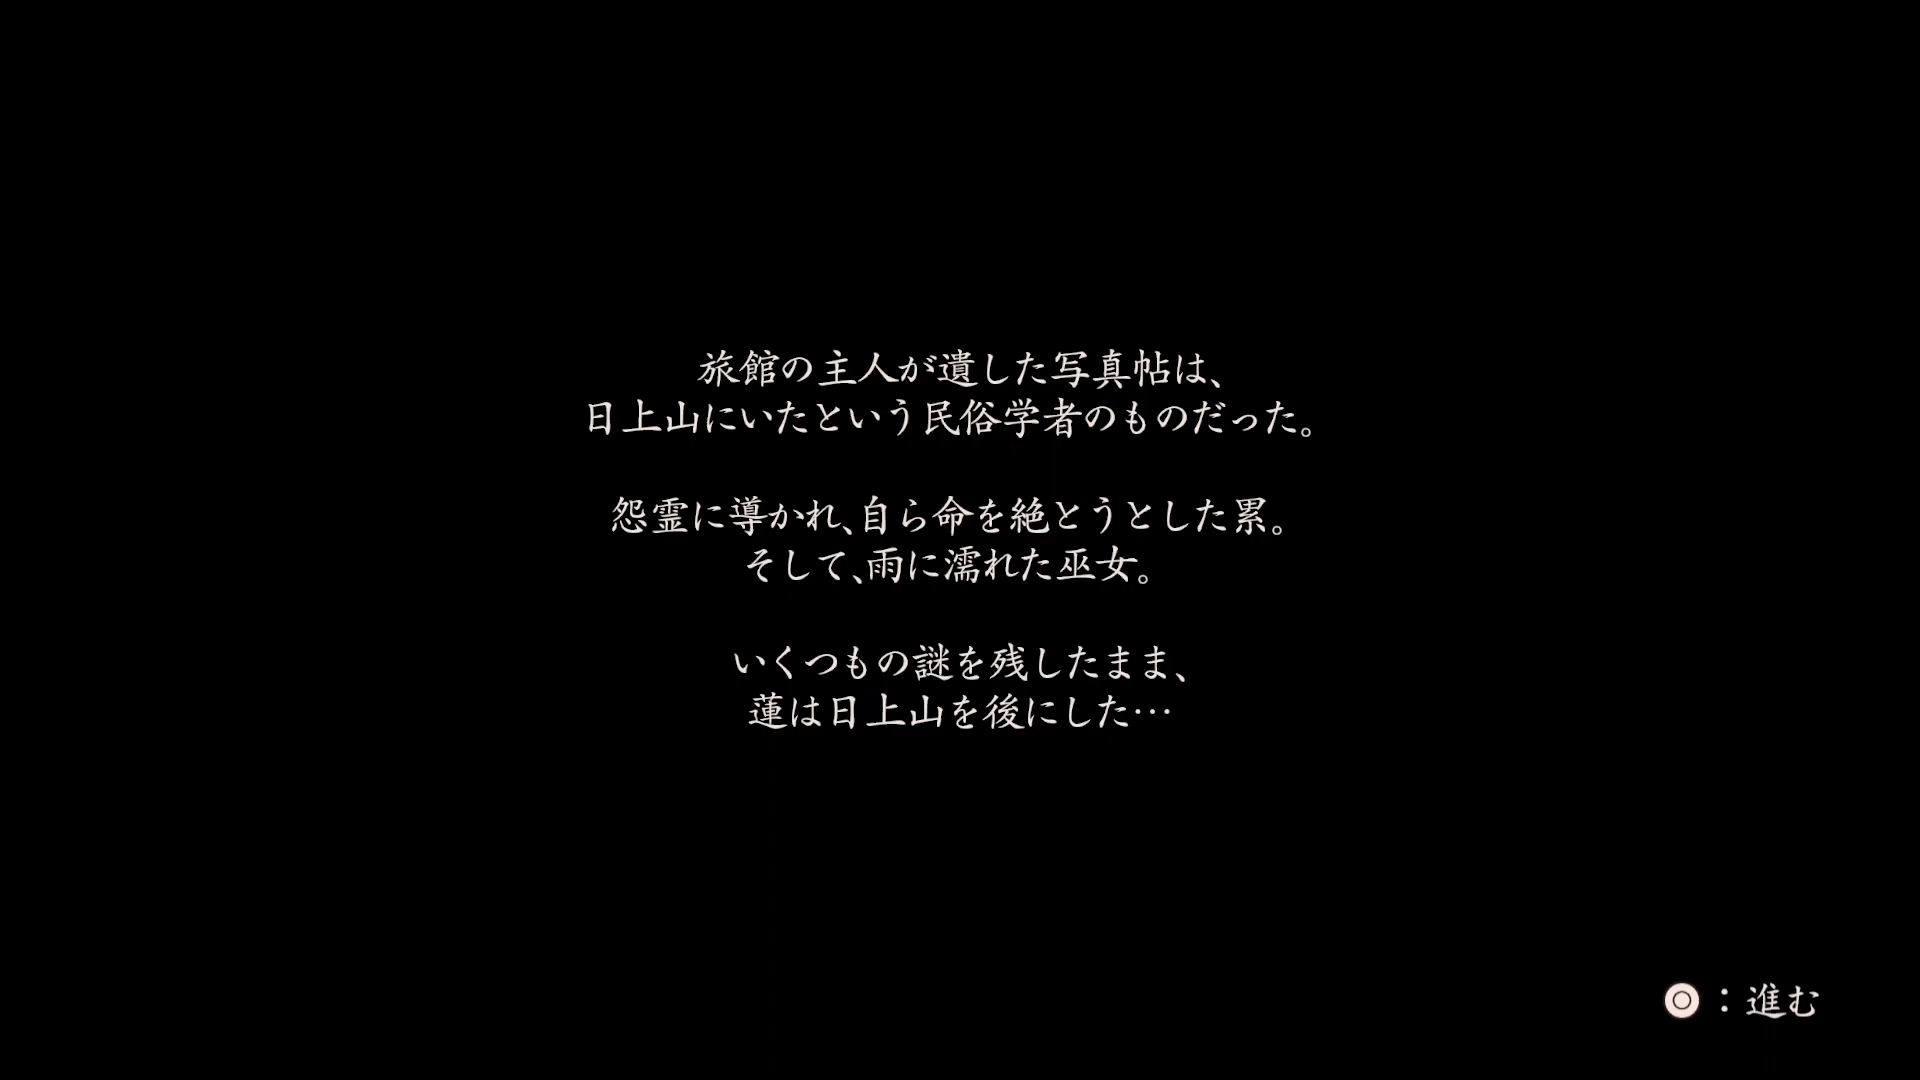 旅館の主人が遺した写真帖は、
日上山にいたという民俗学者のものだった。
怨霊に導かれ、自ら命を絶とうとした累。
そして、雨に濡れた巫女。
いくつもの謎を残したまま、
蓮は日上山を後にした…
◎：進む